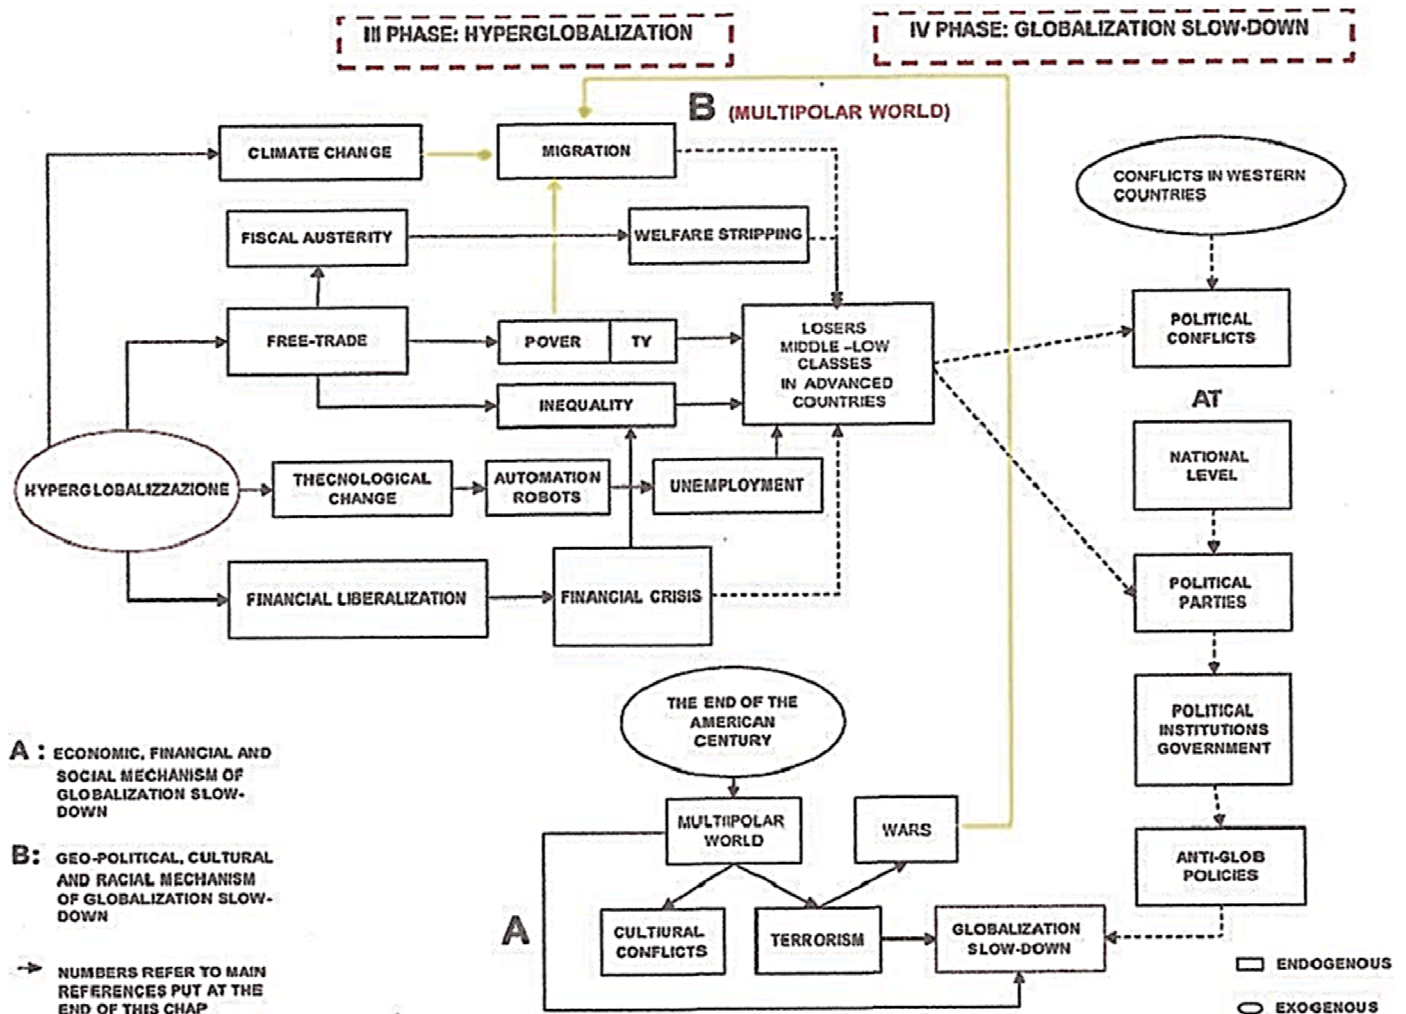 III PHASE: HYPERGLOBALIZATION
IV PHASE: GLOBALIZATION SLOW-DOWN
B (MULTIPOLAR WORLD)
CLIMATE CHANGE
MIGRATION
CONFLICTS IN WESTERN
COUNTRIES
FISCAL AUSTERITY
WELFARE STRIPPING
FREE-TRADE
POVER
TY
LOSERS
MIDDLE –LOW
CLASSES
IN ADVANCED
COUNTRIES
POLITICAL
CONFLICTS
INEQUALITY
AT
HYPERGLOBALIZZAZIONE
THECNOLOGICAL
CHANGE
AUTOMATION
ROBOTS
UNEMPLOYMENT
NATIONAL
LEVEL
FINANCIAL LIBERALIZATION
FINANCIAL CRISIS
POLITICAL
PARTIES
THE END OF THE
AMERICAN
CENTURY
POLITICAL
INSTITUTIONS
GOVERNMENT
MULTIIPOLAR
WORLD
WARS
ANTI-GLOB
POLICIES
A
CULTIURAL
CONFLICTS
TERRORISM
GLOBALIZATION
SLOW-DOWN
A : ECONOMIC, FINANCIAL AND
SOCIAL MECHANISM OF
GLOBALIZATION SLOW-
DOWN
B: GEO-POLITICAL, CULTURAL
AND RACIAL MECHANISM
OF GLOBALIZATION SLOW-
DOWN
NUMBERS REFER TO MAIN
REFERENCES PUT AT THE
END OF THIS CHAP
ENDOGENOUS
EXOGENOUS